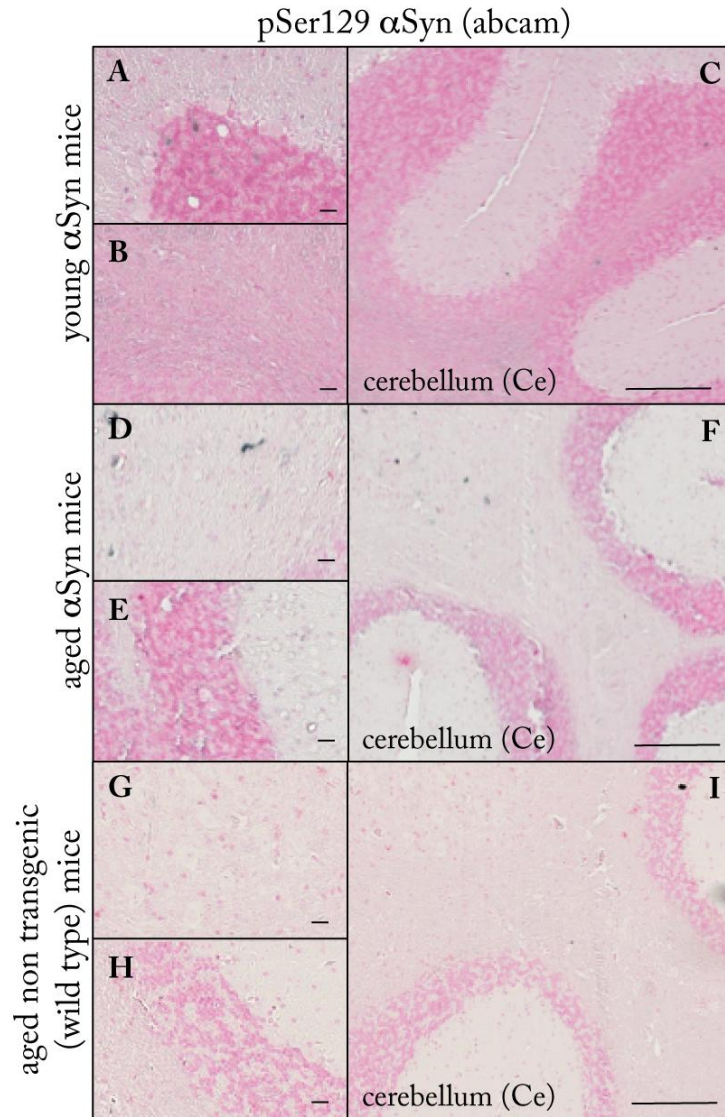 pSer129 αSyn (abcam)
young αSyn mice
A
B
C
cerebellum (Ce)
aged αSyn mice
D
E
F
cerebellum (Ce)
aged non transgenic
(wild type) mice
G
H
I
cerebellum (Ce)